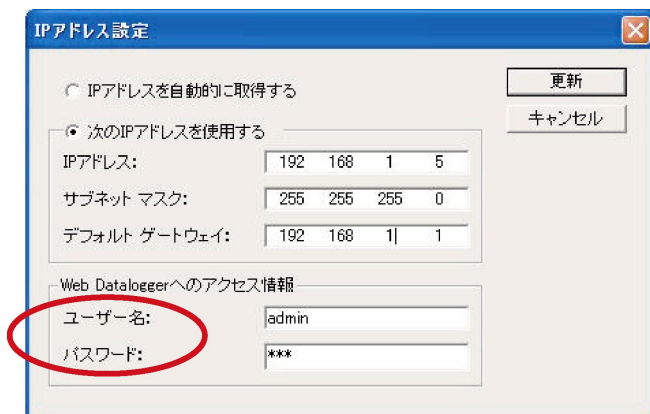 IPアドレス設定
IPアドレスを自動的に取得する
更新
次のIPアドレスを使用する
キャンセル
IPアドレス: 192 168 1 5
サブネット マスク: 255 255 255 0
デフォルト ゲートウェイ: 192 168 1 1
Web Dataloggerへのアクセス情報
ユーザー名: admin
パスワード: ***